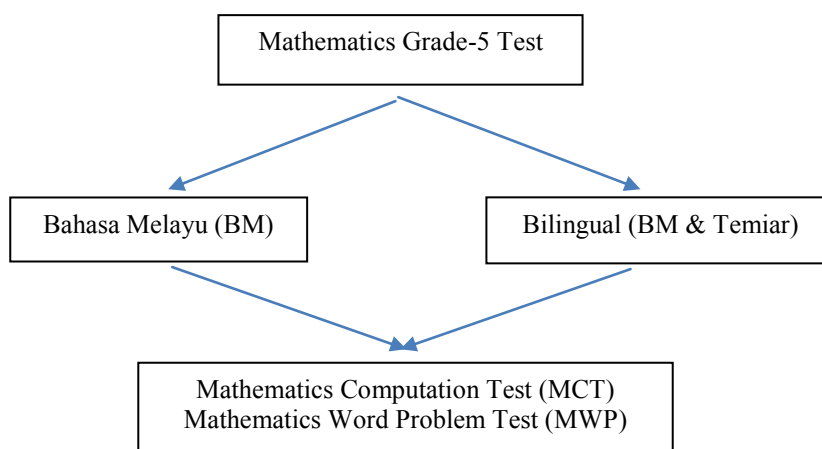 Mathematics Grade-5 Test
Bahasa Melayu (BM)
Bilingual (BM & Temiar)
Mathematics Computation Test (MCT)
Mathematics Word Problem Test (MWP)